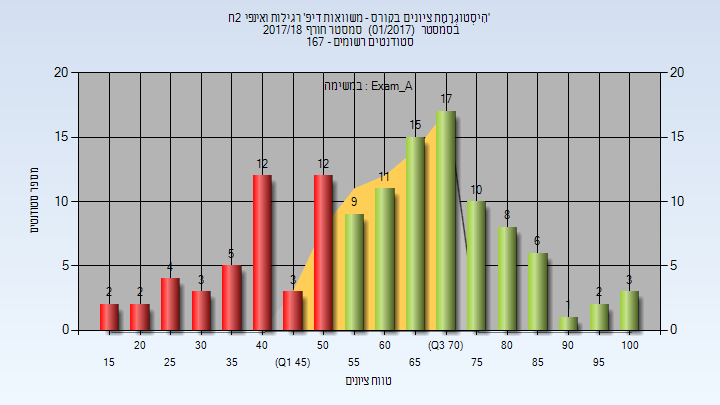 הִיסְטוֹגְרָמַת ציונים בקורס - משוואות דיפ' רגילות ואינפי 2ח'
בסמסטר (01/2017) סמסטר חורף 2017/18
סטודנטים רשומים - 167
במשימה : Exam_A
מספר סטודנטים
20 20
15 15
10 10
5 5
0 0
2 2 4 3 5 12 3 12 9 11 15 17 10 8 6 1 2 3
20 30 40 50 60 (Q3 70) 80 90 100
15 25 35 (Q1 45) 55 65 75 85 95
טווח ציונים